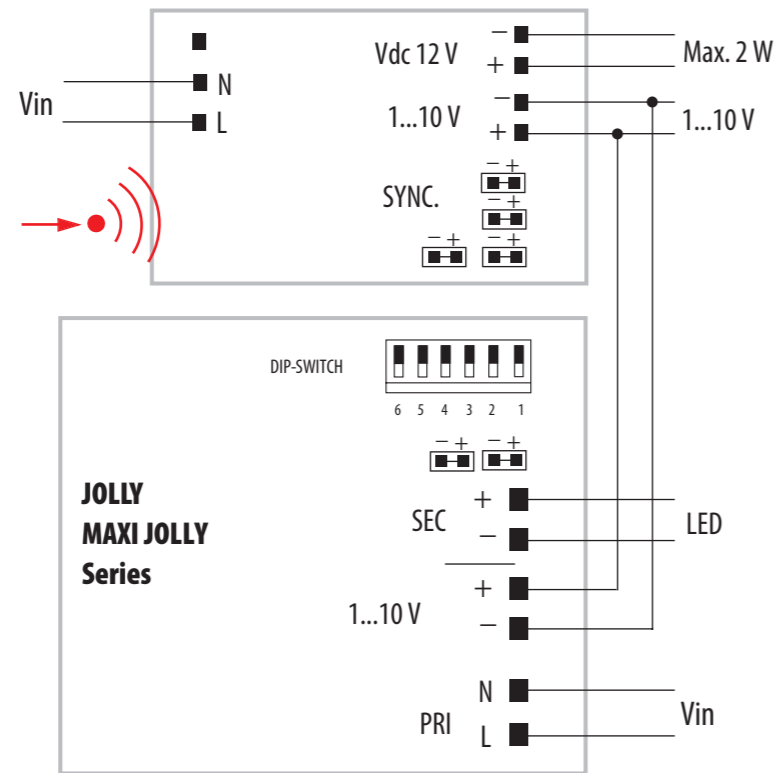 Vin
N
L
Vdc 12 V
− 
+
Max. 2 W
1...10 V
−
+
1...10 V
SYNC.
− +
− +
− +
− +
DIP-SWITCH
6 5 4 3 2 1
− +
− +
JOLLY
MAXI JOLLY
Series
SEC
+
−
LED
1...10 V
+
−
PRI
N
L
Vin